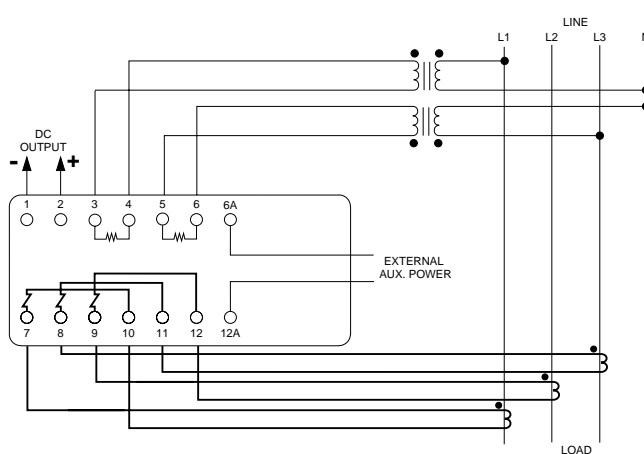 LINE
L1 L2 L3 N
DC
OUTPUT
- +
1 2 3 4 5 6 6A
EXTERNAL
AUX. POWER
7 8 9 10 11 12 12A
LOAD